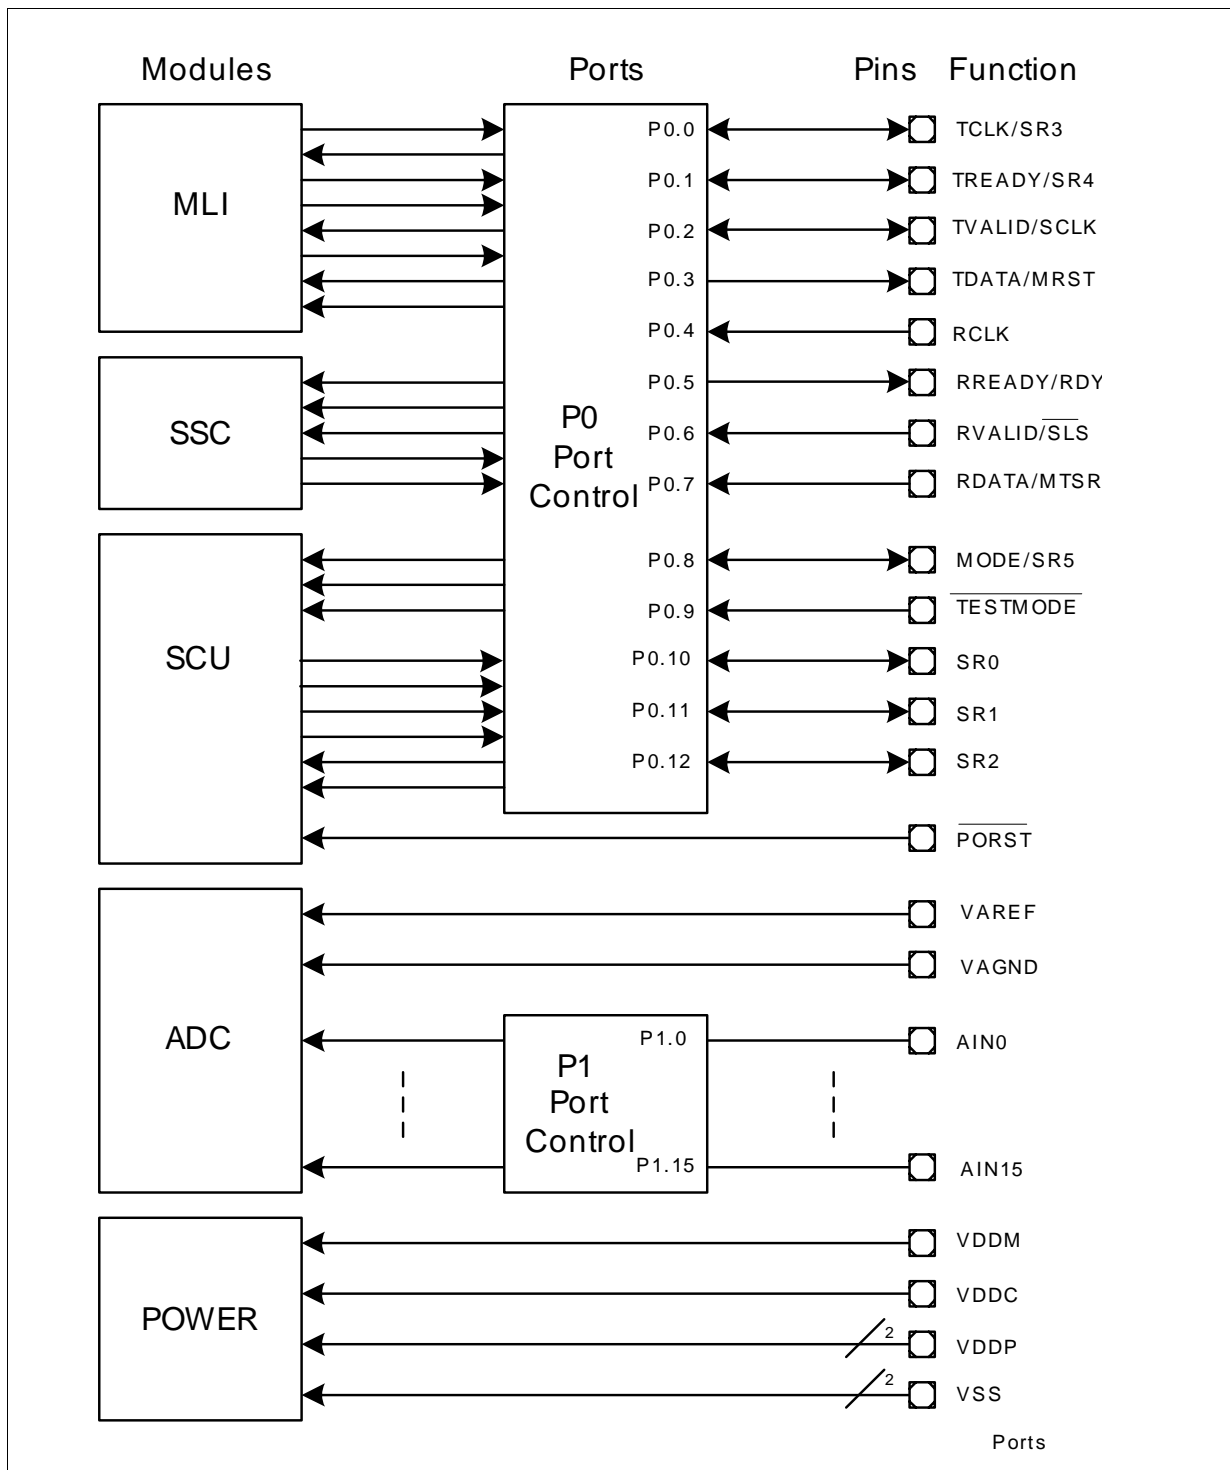 Modules Ports Pins Function
MLI
P0.0 TCLK/SR3
P0.1 TREADY/SR4
P0.2 TVALID/SCLK
P0.3 TDATA/MRST
P0.4 RCLK
SSC
P0
Port
Control
P0.5 RREADY/RDY
P0.6 RVALID/SLS
P0.7 RDATA/MTSR
SCU
P0.8 MODE/SR5
P0.9 TESTMODE
P0.10 SR0
P0.11 SR1
P0.12 SR2
PORST
ADC
VAREF
VAGND
P1
Port
Control
P1.0 AIN0
P1.15 AIN15
POWER
VDDM
VDDC
2 VDDP
2 VSS
Ports